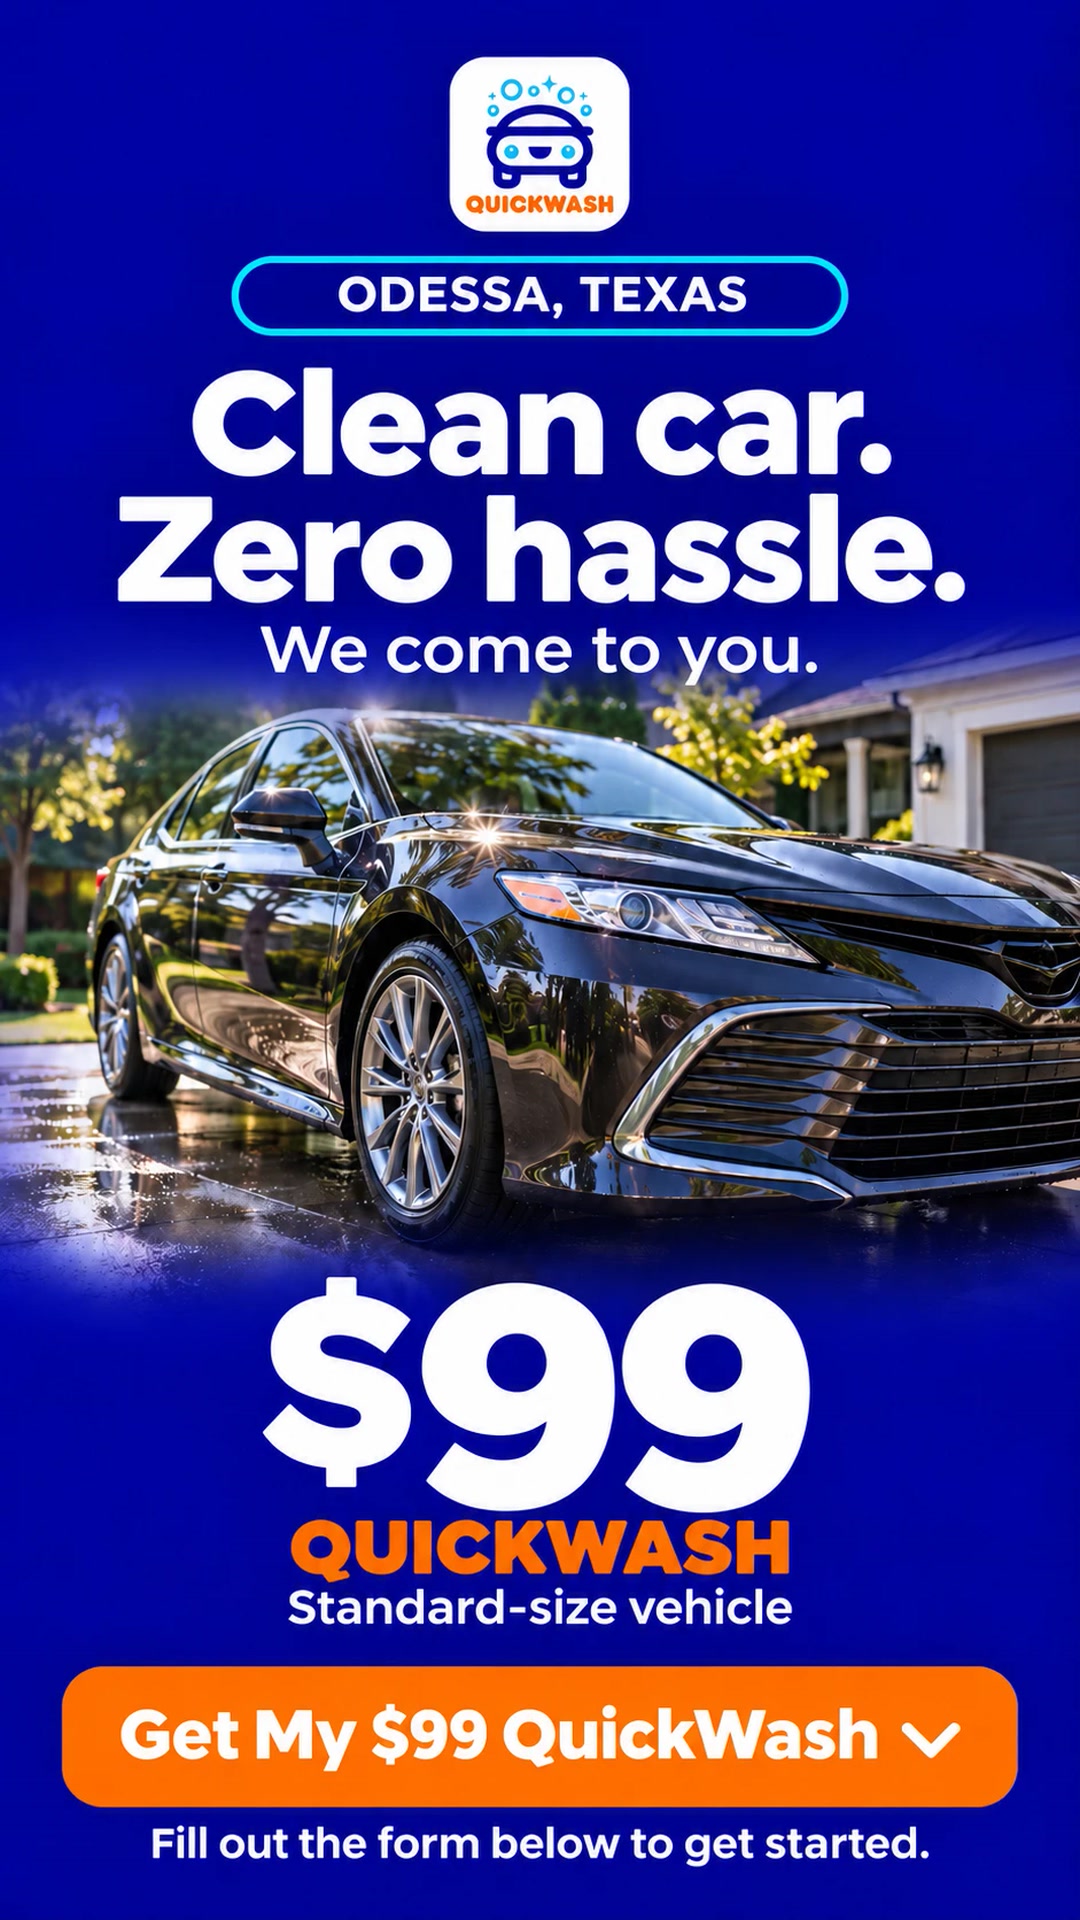 QUICKWASH
ODESSA, TEXAS
Clean car.
Zero hassle.
We come to you.
$99
QUICKWASH
Standard-size vehicle
Get My $99 QuickWash
Fill out the form below to get started.